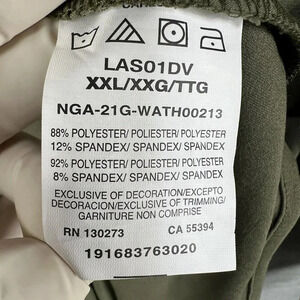 LAS01DV
XXL/XXG/TTG
NGA-21G-WATH00213
88% POLYESTER/ POLIESTER/ POLYESTER
12% SPANDEX/ SPANDEX/ SPANDEX
92% POLYESTER/ POLIESTER/ POLYESTER
8% SPANDEX/ SPANDEX/ SPANDEX
EXCLUSIVE OF DECORATION/EXCEPTO
DECORACION/EXCLUSIVE OF TRIMMING/
GARNITURE NON COMPRISE
RN 130273 CA 55394
191683763020